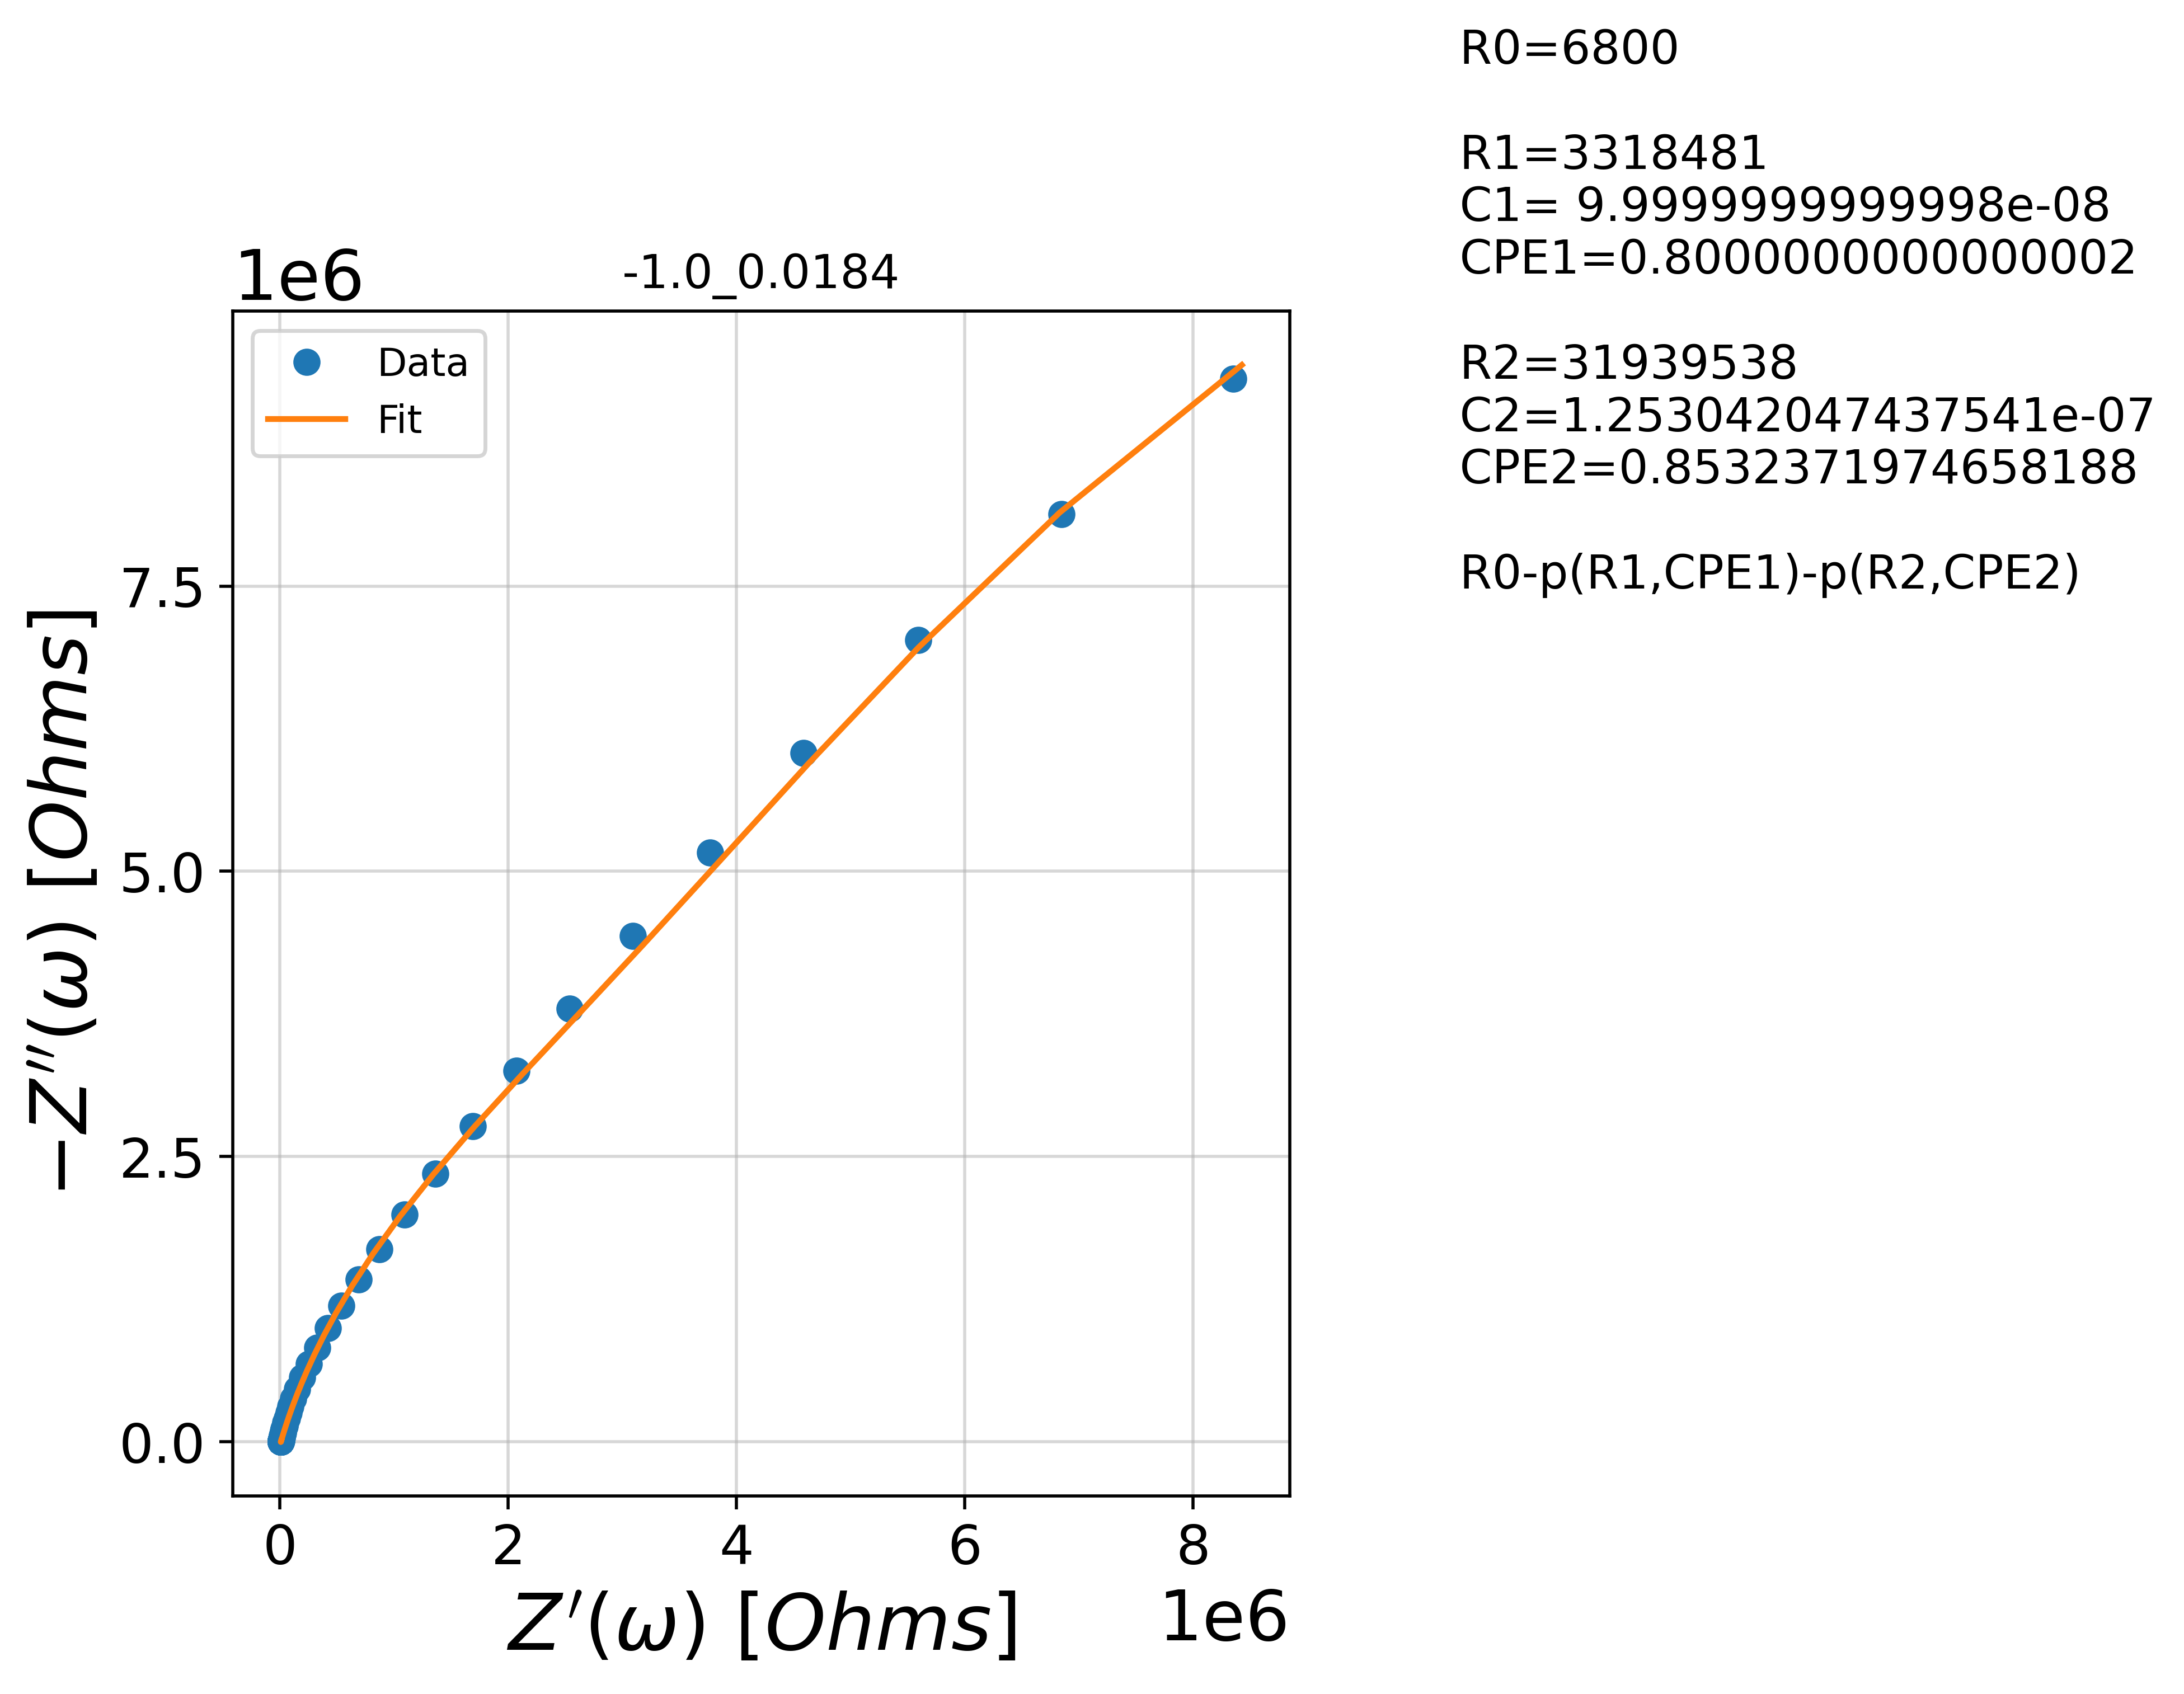 R0=6800
R1=3318481
C1= 9.999999999999998e-08
CPE1=0.8000000000000002
R2=31939538
C2=1.253042047437541e-07
CPE2=0.8532371974658188
R0-p(R1,CPE1)-p(R2,CPE2)
1e6
-1.0_0.0184
Data
Fit
7.5
5.0
2.5
0.0
−Z′′(ω) [Ohms]
0 2 4 6 8
Z′(ω) [Ohms]
1e6